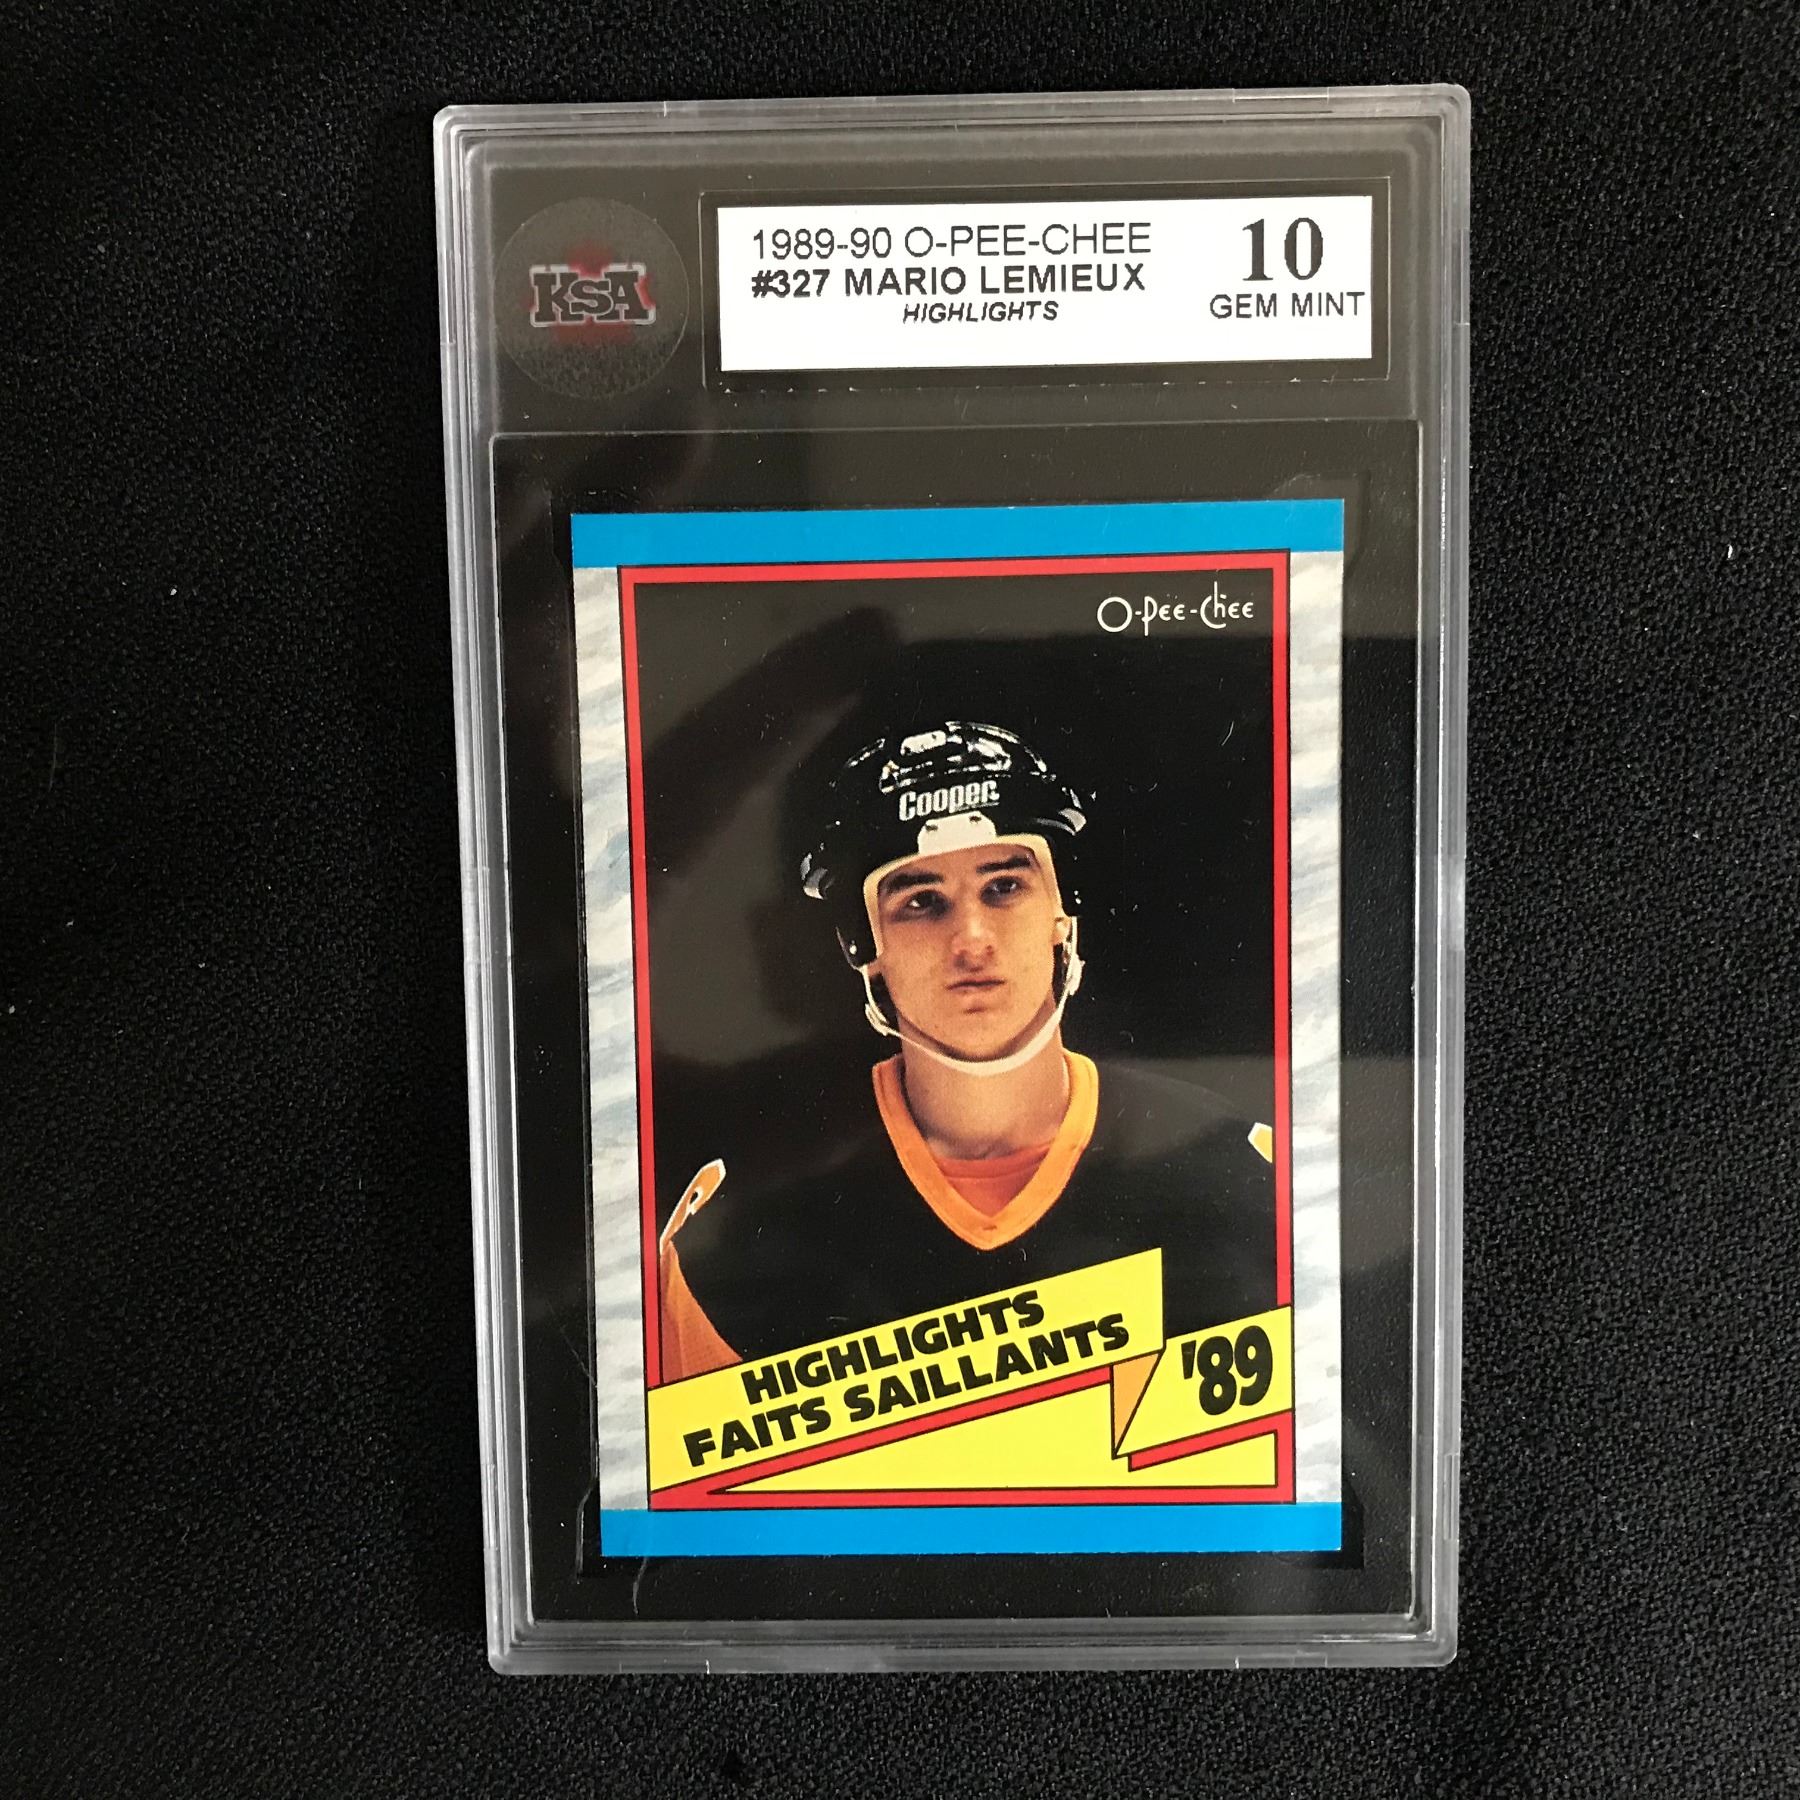 KSA
1989-90 O-PEE-CHEE
#327 MARIO LEMIEUX
HIGHLIGHTS
10
GEM MINT
O-Pee-Chee
Cooper
HIGHLIGHTS
FAITS SAILLANTS
'89